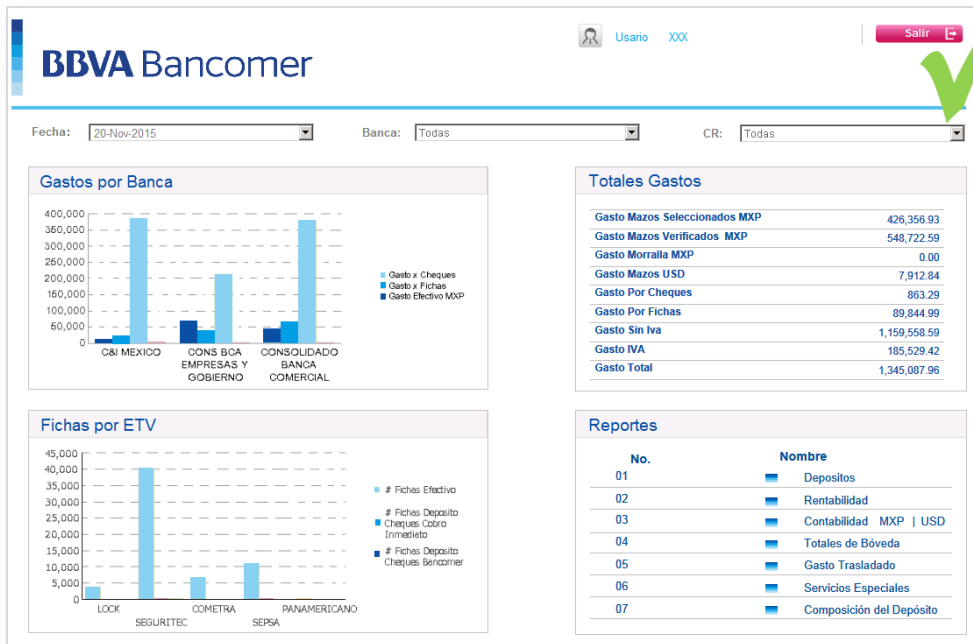 BBVA Bancomer
Usario XXX
Salir
Fecha: 20-Nov-2015 Banca: Todas CR: Todas
Gastos por Banca
400,000
350,000
300,000
250,000
200,000
150,000
100,000
50,000
0
C&I MEXICO
CONS BCA
EMPRESAS Y
GOBIERNO
CONSOLIDADO
BANCA
COMERCIAL
Gasto x Cheques
Gasto x Fichas
Gasto Efectivo MXP
Totales Gastos
Gasto Mazos Seleccionados MXP 426,356.93
Gasto Mazos Verificados MXP 548,722.59
Gasto Morralla MXP 0.00
Gasto Mazos USD 7,912.84
Gasto Por Cheques 863.29
Gasto Por Fichas 89,844.99
Gasto Sin Iva 1,159,558.59
Gasto IVA 185,529.42
Gasto Total 1,345,087.96
Fichas por ETV
45,000
40,000
35,000
30,000
25,000
20,000
15,000
10,000
5,000
0
LOCK COMETRA PANAMERICANO
SEGURITEC SEPSA
# Fichas Efectivo
# Fichas Deposito
Cheques Cobro
Inmediato
# Fichas Deposito
Cheques Bancomer
Reportes
No. Nombre
01 Depositos
02 Rentabilidad
03 Contabilidad MXP | USD
04 Totales de Bóveda
05 Gasto Trasladado
06 Servicios Especiales
07 Composición del Depósito